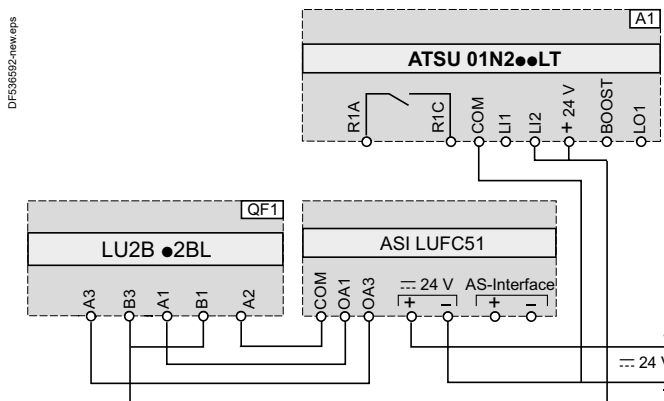 DF536592-new.eps
A1
ATSU 01N2●●LT
R1A R1C COM LI1 LI2 + 24 V BOOST LO1
QF1
LU2B ●2BL
A3 B3 A1 B1 A2
ASI LUFC51
COM OA1 OA3 24 V AS-Interface
+ − + −
24 V